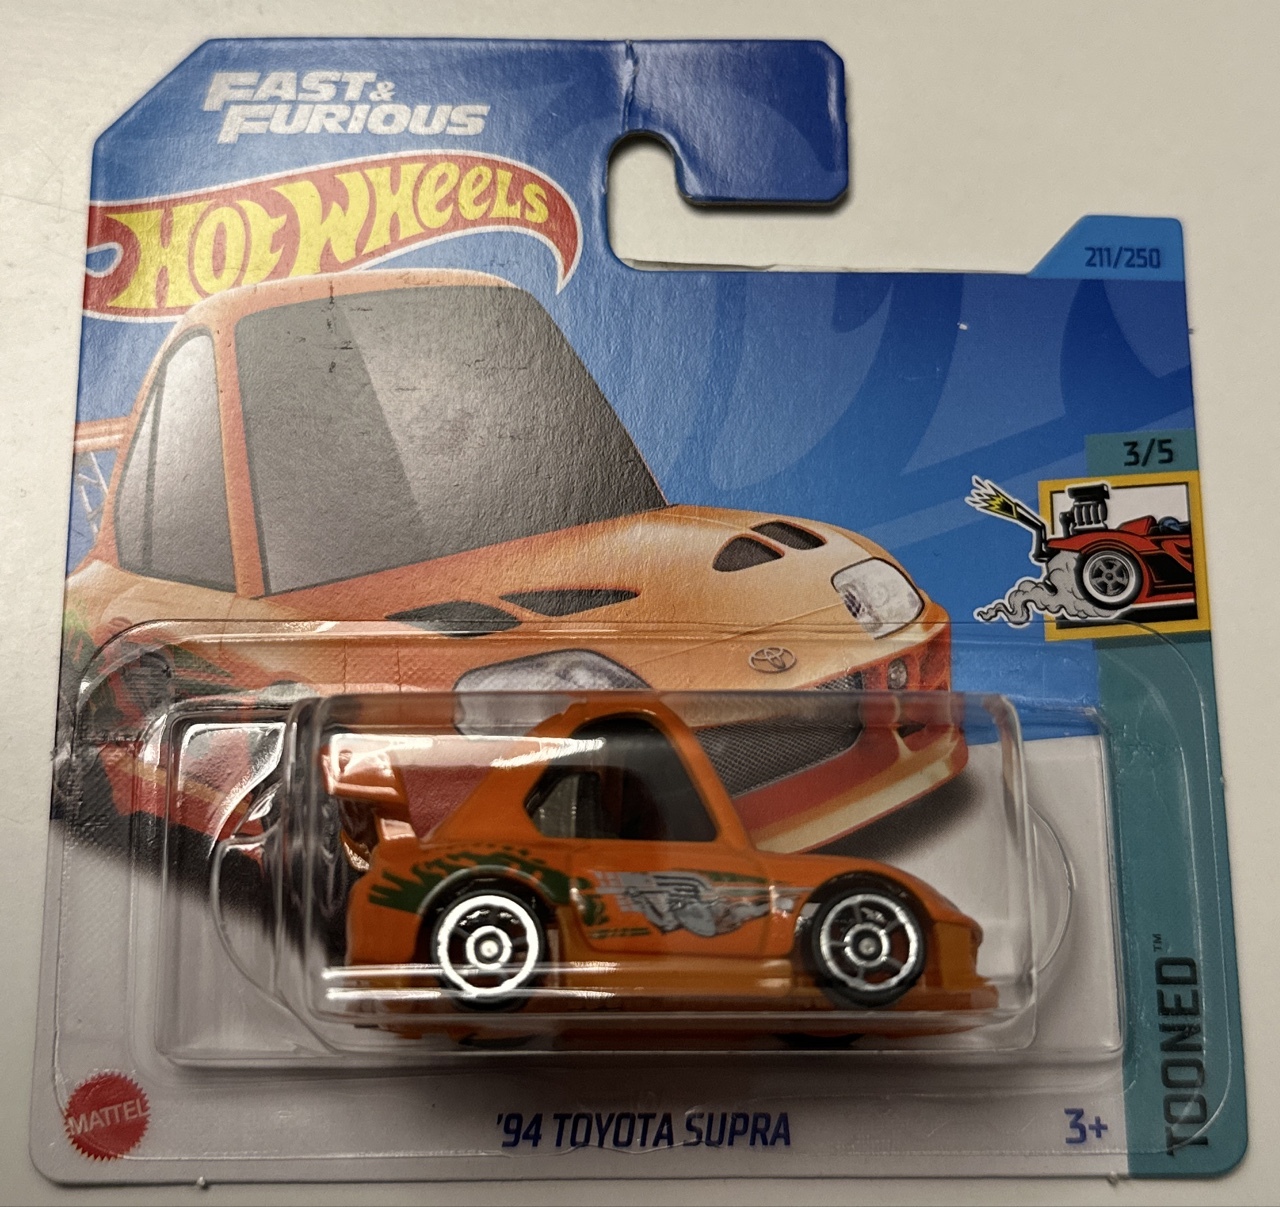 FAST &
FURIOUS
HOT WHEELS
211/250
3/5
TOONED™
MATTEL
'94 TOYOTA SUPRA
3+